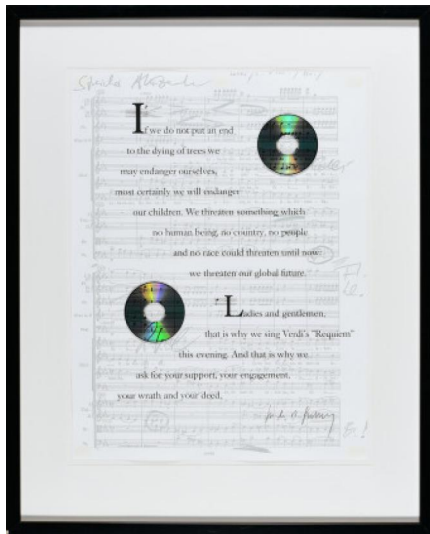 If we do not put an end
to the dying of trees we
may endanger ourselves,
most certainly we will endanger
our children. We threaten something which
no human being, no country, no people
and no race could threaten until now:
we threaten our global future.
Ladies and gentlemen,
that is why we sing Verdi's "Requiem"
this evening. And that is why we
ask for your support, your engagement,
your wrath and your deed.